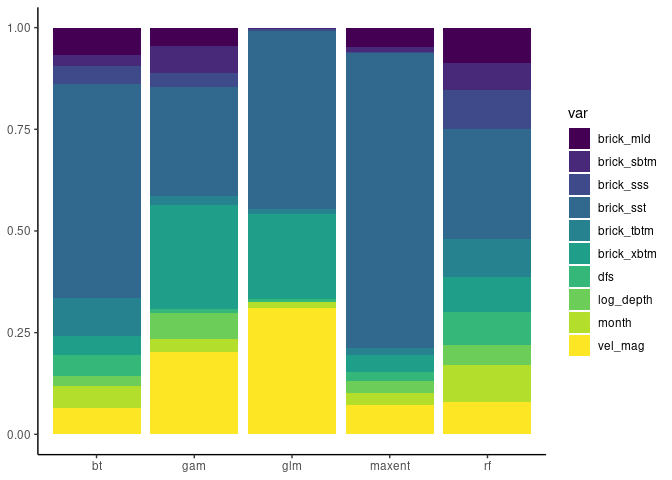 1.00
0.75
0.50
0.25
0.00
bt gam glm maxent rf
var
brick_mld
brick_sbtm
brick_sss
brick_sst
brick_tbtm
brick_xbtm
dfs
log_depth
month
vel_mag